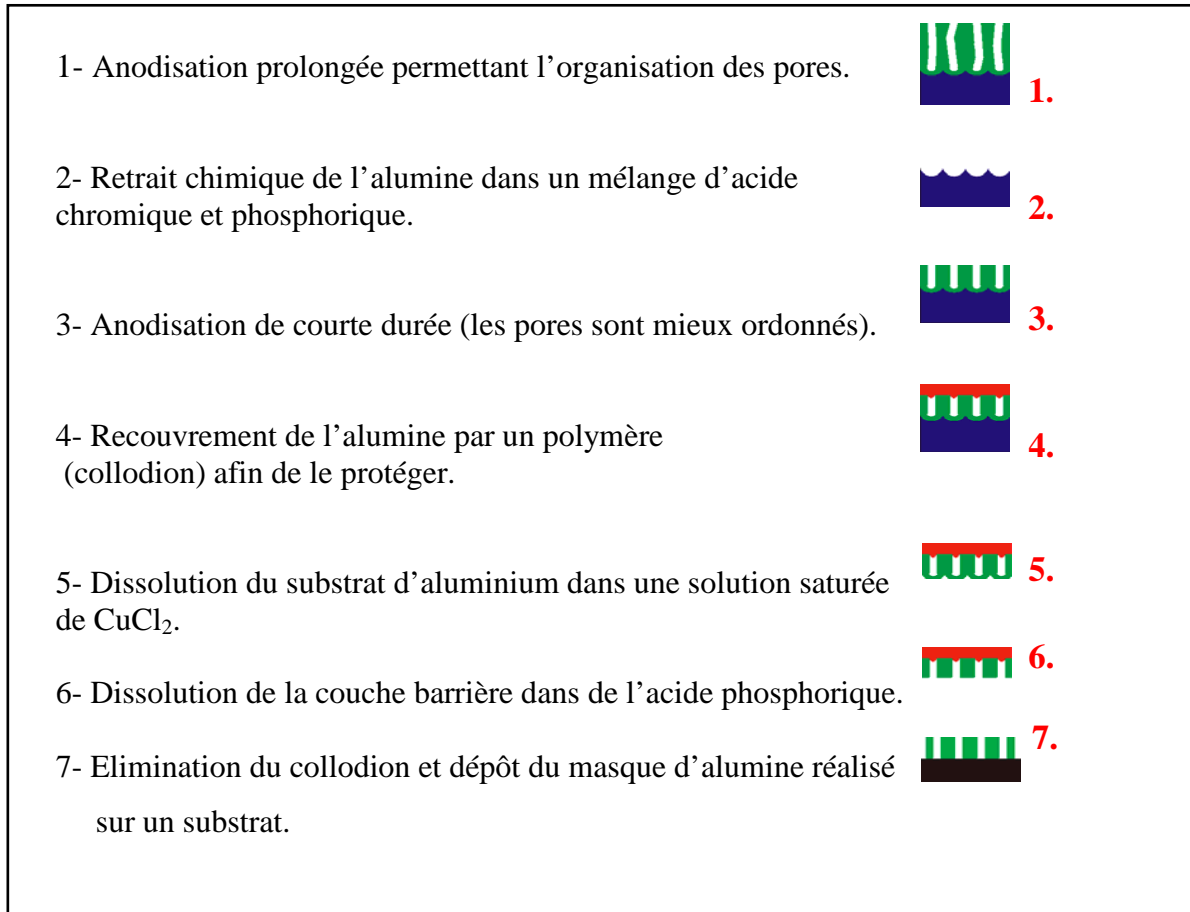 1- Anodisation prolongée permettant l’organisation des pores.
1.
2- Retrait chimique de l’alumine dans un mélange d’acide
chromique et phosphorique.
2.
3- Anodisation de courte durée (les pores sont mieux ordonnés).
3.
4- Recouvrement de l’alumine par un polymère
(collodion) afin de le protéger.
4.
5- Dissolution du substrat d’aluminium dans une solution saturée
de CuCl₂.
5.
6- Dissolution de la couche barrière dans de l’acide phosphorique.
6.
7- Elimination du collodion et dépôt du masque d’alumine réalisé
sur un substrat.
7.